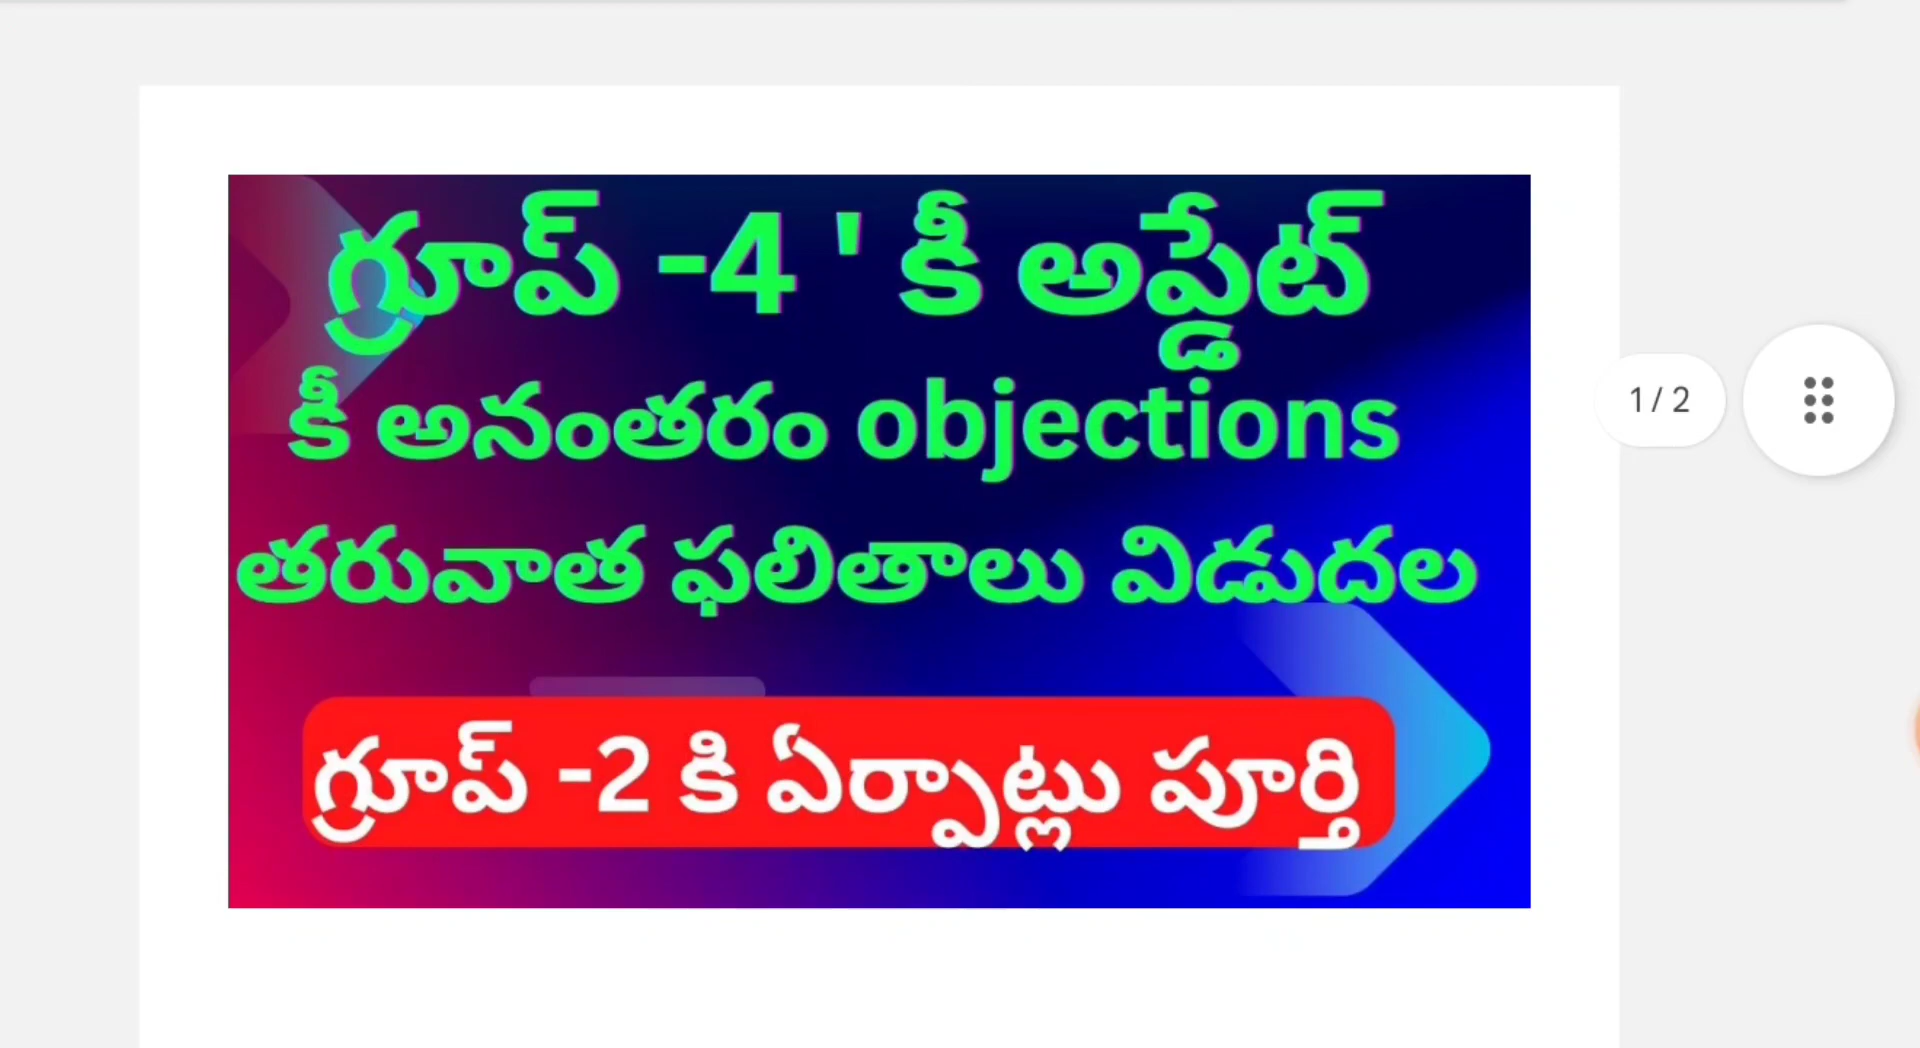 గ్రూప్ -4 ' కీ అప్డేట్
కీ అనంతరం objections
తరువాత ఫలితాలు విడుదల
గ్రూప్ -2 కి ఏర్పాట్లు పూర్తి
1 / 2